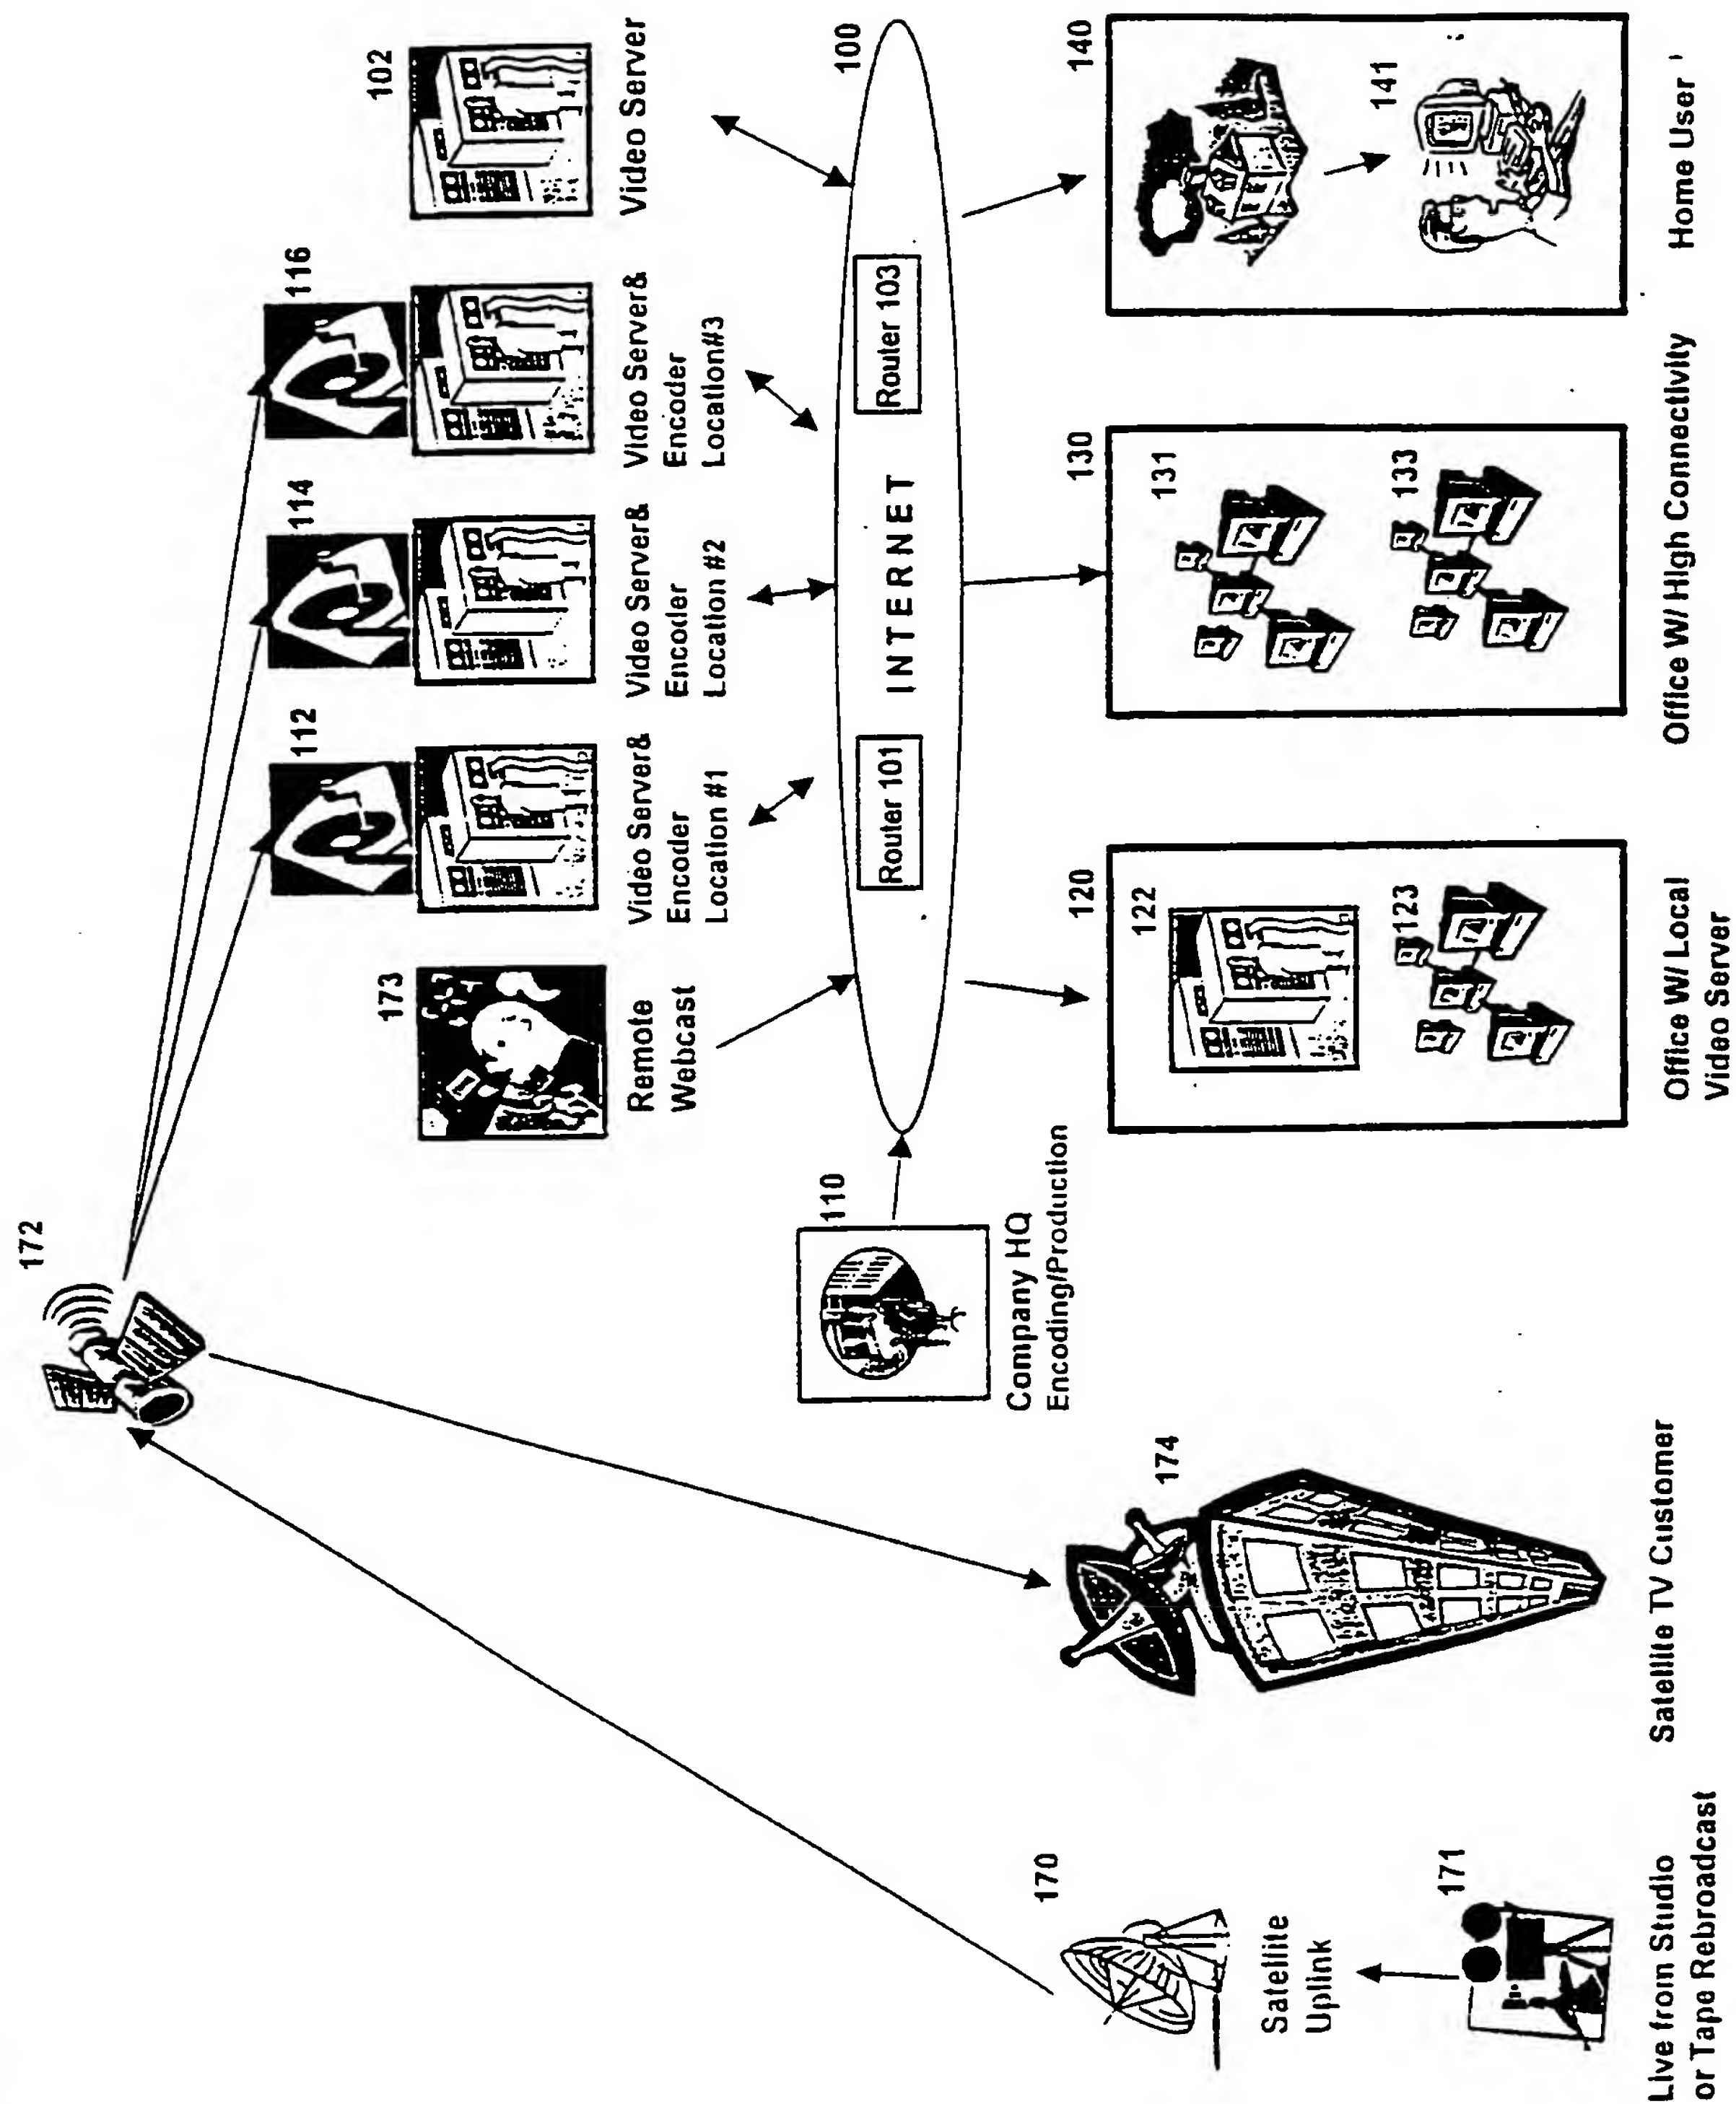 172
116
102
114
112
173
Video Server
Video Server&
Encoder
Location#3
Video Server&
Encoder
Location #2
Video Server&
Encoder
Location #1
Remote
Webcast
100
Router 103
INTERNET
Router 101
110
Company HQ
Encoding/Production
140
141
130
131
133
120
122
123
174
170
Satellite
Uplink
171
Live from Studio
or Tape Rebroadcast
Satellite TV Customer
Office W/ Local
Video Server
Office W/ High Connectivity
Home User